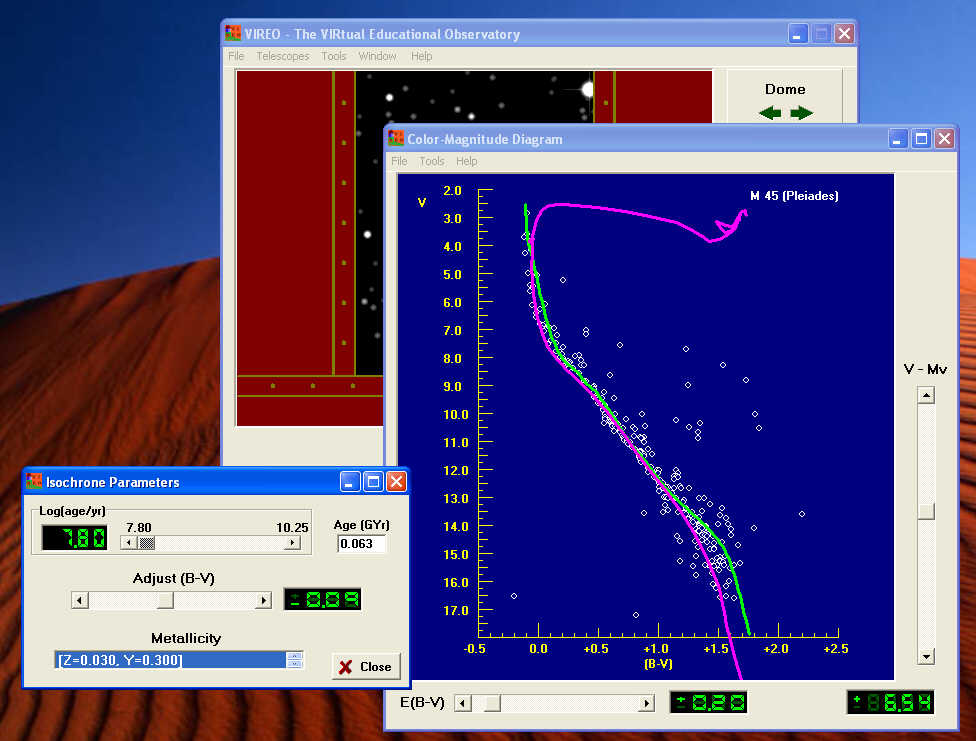 VIREO - The VIRtual Educational Observatory
File Telescopes Tools Window Help
Dome
Color-Magnitude Diagram
File Tools Help
M 45 (Pleiades)
V
2.0
3.0
4.0
5.0
6.0
7.0
8.0
9.0
10.0
11.0
12.0
13.0
14.0
15.0
16.0
17.0
-0.5 0.0 +0.5 +1.0 +1.5 +2.0 +2.5
(B-V)
V - Mv
E(B-V)
+0.20
+6.94
Isochrone Parameters
Log(age/yr)
7.80
7.80 10.25
Age (GYr)
0.063
Adjust (B-V)
-0.09
Metallicity
[Z=0.030, Y=0.300]
Close